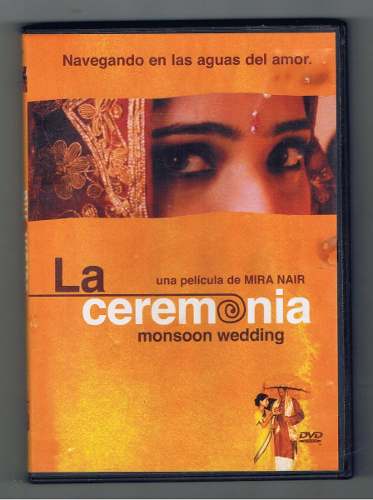 Navegando en las aguas del amor.
La
una película de MIRA NAIR
ceremonia
monsoon wedding
DVD